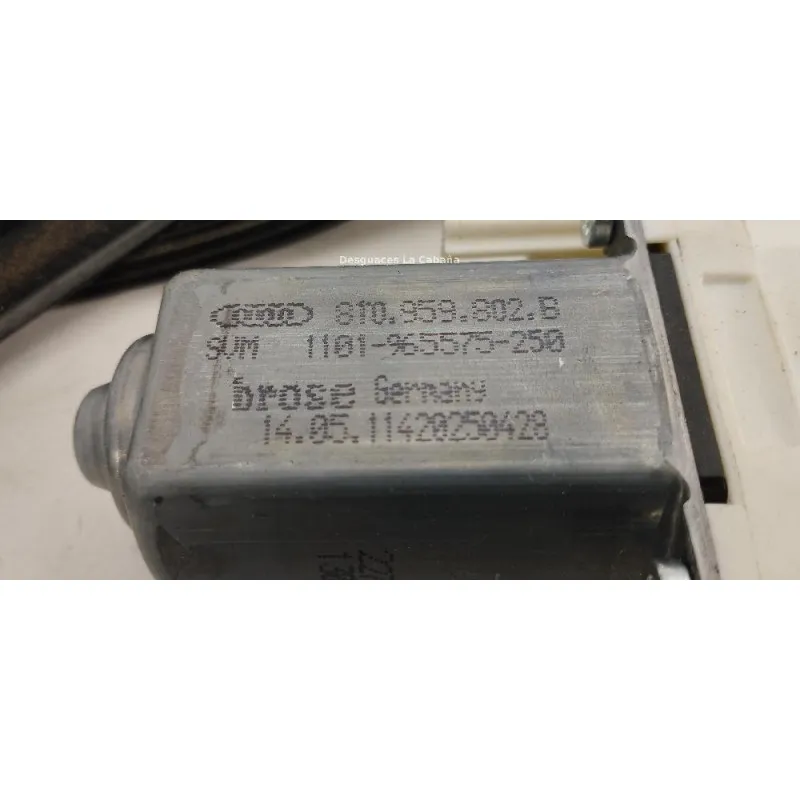 Desguaces La Cabaña
8T0.959.802.B
SWM 1101-965575-250
brose Germany
14.05.11420250428